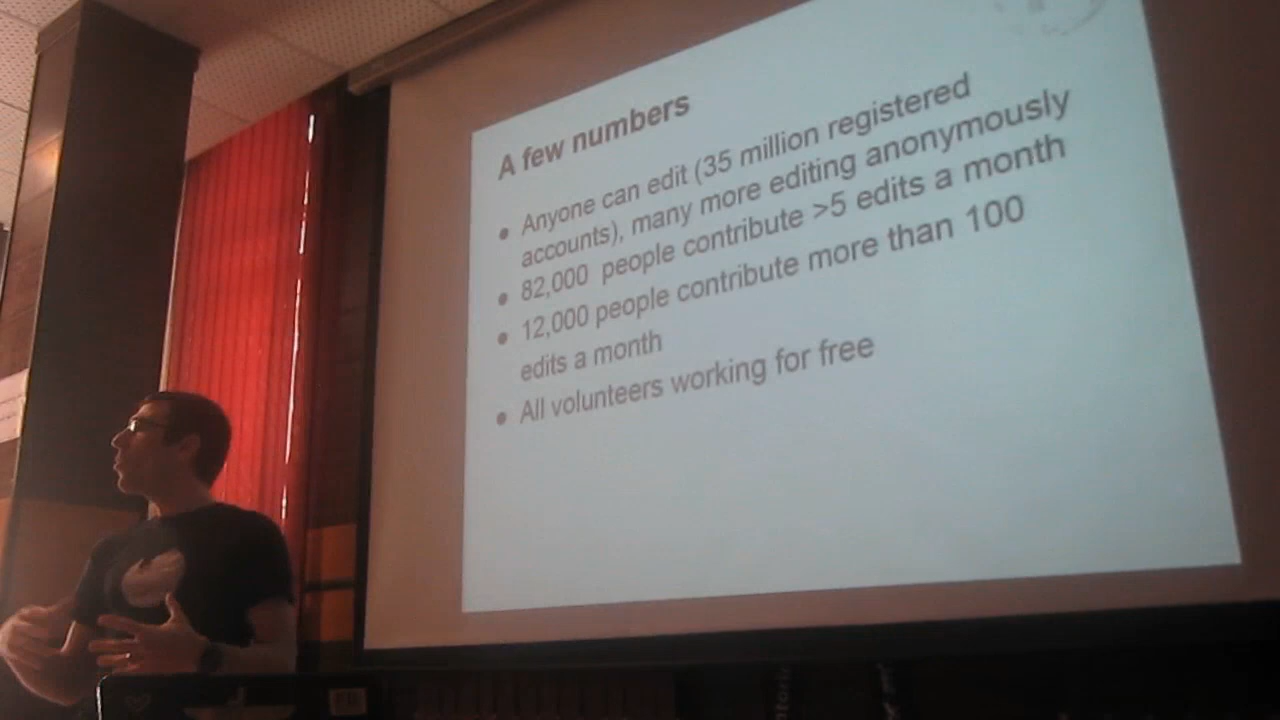 A few numbers
• Anyone can edit (35 million registered
accounts), many more editing anonymously
• 82,000 people contribute >5 edits a month
• 12,000 people contribute more than 100
edits a month
• All volunteers working for free